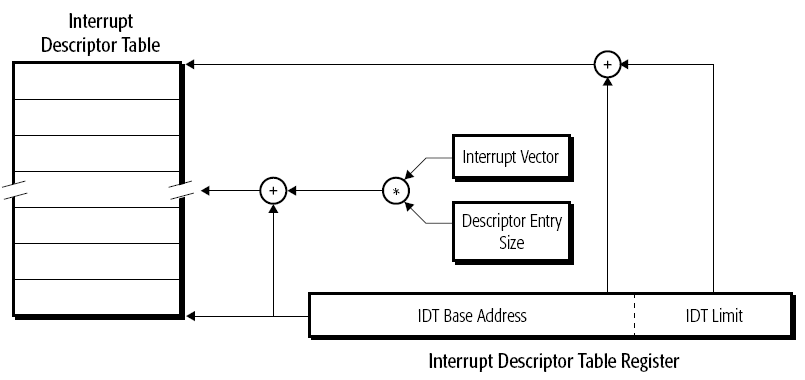 Interrupt
Descriptor Table
+
Interrupt Vector
+
*
Descriptor Entry
Size
IDT Base Address
IDT Limit
Interrupt Descriptor Table Register